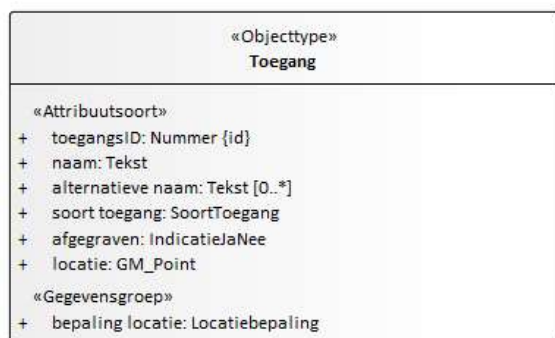 «Objecttype»
Toegang
«Attribuutsoort»
+ toegangsID: Nummer {id}
+ naam: Tekst
+ alternatieve naam: Tekst [0..*]
+ soort toegang: SoortToegang
+ afgegraven: IndicatieJaNee
+ locatie: GM_Point
«Gegevensgroep»
+ bepaling locatie: Locatiebepaling